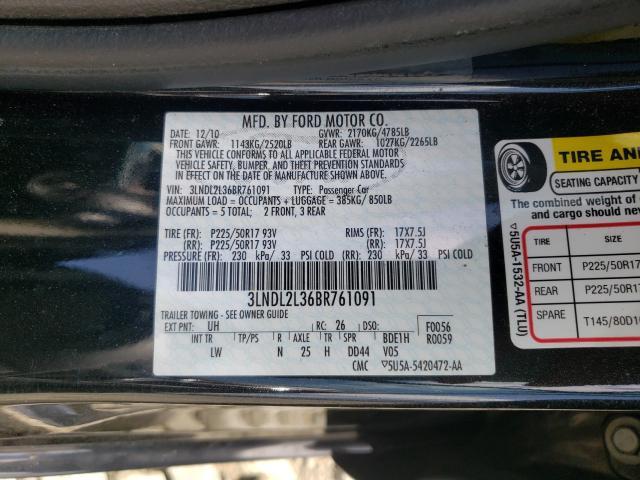 MFD. BY FORD MOTOR CO.
DATE: 12/10 GVWR: 2170KG/4785LB
FRONT GAWR: 1143KG/2520LB REAR GAWR: 1027KG/2265LB
THIS VEHICLE CONFORMS TO ALL APPLICABLE FEDERAL MOTOR
VEHICLE SAFETY, BUMPER, AND THEFT PREVENTION STANDARDS
IN EFFECT ON THE DATE OF MANUFACTURE SHOWN ABOVE.
VIN: 3LNDL2L36BR761091 TYPE: Passenger Car
MAXIMUM LOAD = OCCUPANTS + LUGGAGE = 385KG/ 850LB
OCCUPANTS = 5 TOTAL: 2 FRONT, 3 REAR
TIRE (FR): P225/50R17 93V RIMS (FR): 17X7.5J
(RR): P225/50R17 93V (RR): 17X7.5J
PRESSURE (FR): 230 kPa/ 33 PSI COLD (RR): 230 kPa/ 33 PSI COLD
3LNDL2L36BR761091
TRAILER TOWING - SEE OWNER GUIDE
EXT PNT: UH RC: 26 DSO: F0056
INT TR TP/PS R AXLE TR SPR BDE1H R0059
LW N 25 H DD44 V05
CMC 5U5A-5420472-AA
TIRE AN
SEATING CAPACITY
The combined weight of
and cargo should neve
TIRE SIZE
FRONT P225/50R17
REAR P225/50R17
SPARE T145/80D1
5U5A-1532-AA (TLU)